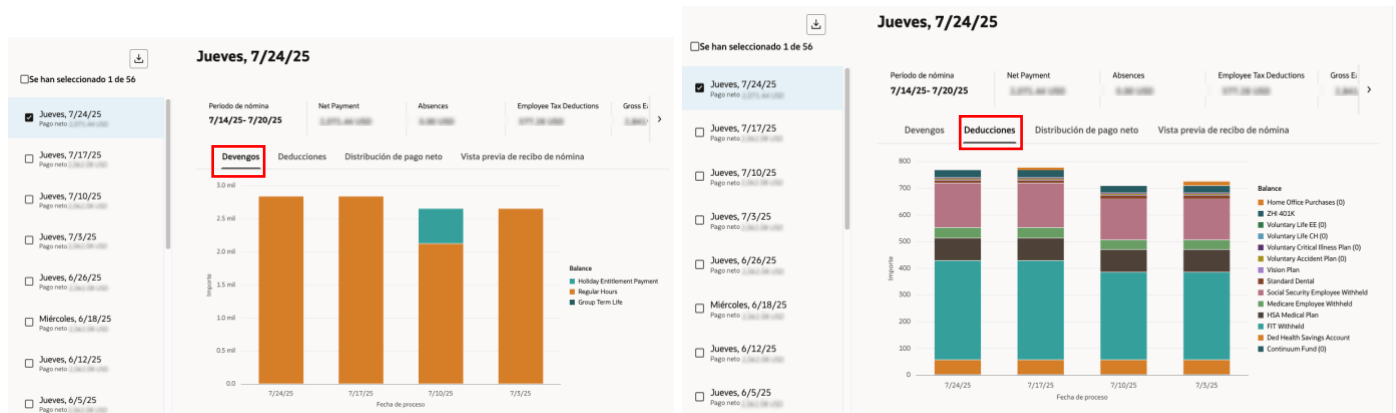 Jueves, 7/24/25
Se han seleccionado 1 de 56
Jueves, 7/24/25
Pago neto
Jueves, 7/17/25
Pago neto
Jueves, 7/10/25
Pago neto
Jueves, 7/3/25
Pago neto
Jueves, 6/26/25
Pago neto
Miércoles, 6/18/25
Pago neto
Jueves, 6/12/25
Pago neto
Jueves, 6/5/25
Pago neto
Periodo de nómina
7/14/25- 7/20/25
Net Payment
Absences
Employee Tax Deductions
Gross
Devengos Deducciones Distribución de pago neto Vista previa de recibo de nómina
3.0 mil
2.5 mil
2.0 mil
1.5 mil
1.0 mil
0.5 mil
0.0
Importe
7/24/25 7/17/25 7/10/25 7/3/25
Fecha de proceso
Balance
Holiday Entitlement Payment
Regular Hours
Group Term Life
Jueves, 7/24/25
Se han seleccionado 1 de 56
Jueves, 7/24/25
Pago neto
Jueves, 7/17/25
Pago neto
Jueves, 7/10/25
Pago neto
Jueves, 7/3/25
Pago neto
Jueves, 6/26/25
Pago neto
Miércoles, 6/18/25
Pago neto
Jueves, 6/12/25
Pago neto
Jueves, 6/5/25
Pago neto
Periodo de nómina
7/14/25- 7/20/25
Net Payment
Absences
Employee Tax Deductions
Gross
Devengos Deducciones Distribución de pago neto Vista previa de recibo de nómina
800
700
600
500
400
300
200
100
0
Importe
7/24/25 7/17/25 7/10/25 7/3/25
Fecha de proceso
Balance
Home Office Purchases (0)
ZHI 401K
Voluntary Life EE (0)
Voluntary Life CH (0)
Voluntary Critical Illness Plan (0)
Voluntary Accident Plan (0)
Vision Plan
Standard Dental
Social Security Employee Withheld
Medicare Employee Withheld
HSA Medical Plan
FIT Withheld
Ded Health Savings Account
Continuum Fund (0)